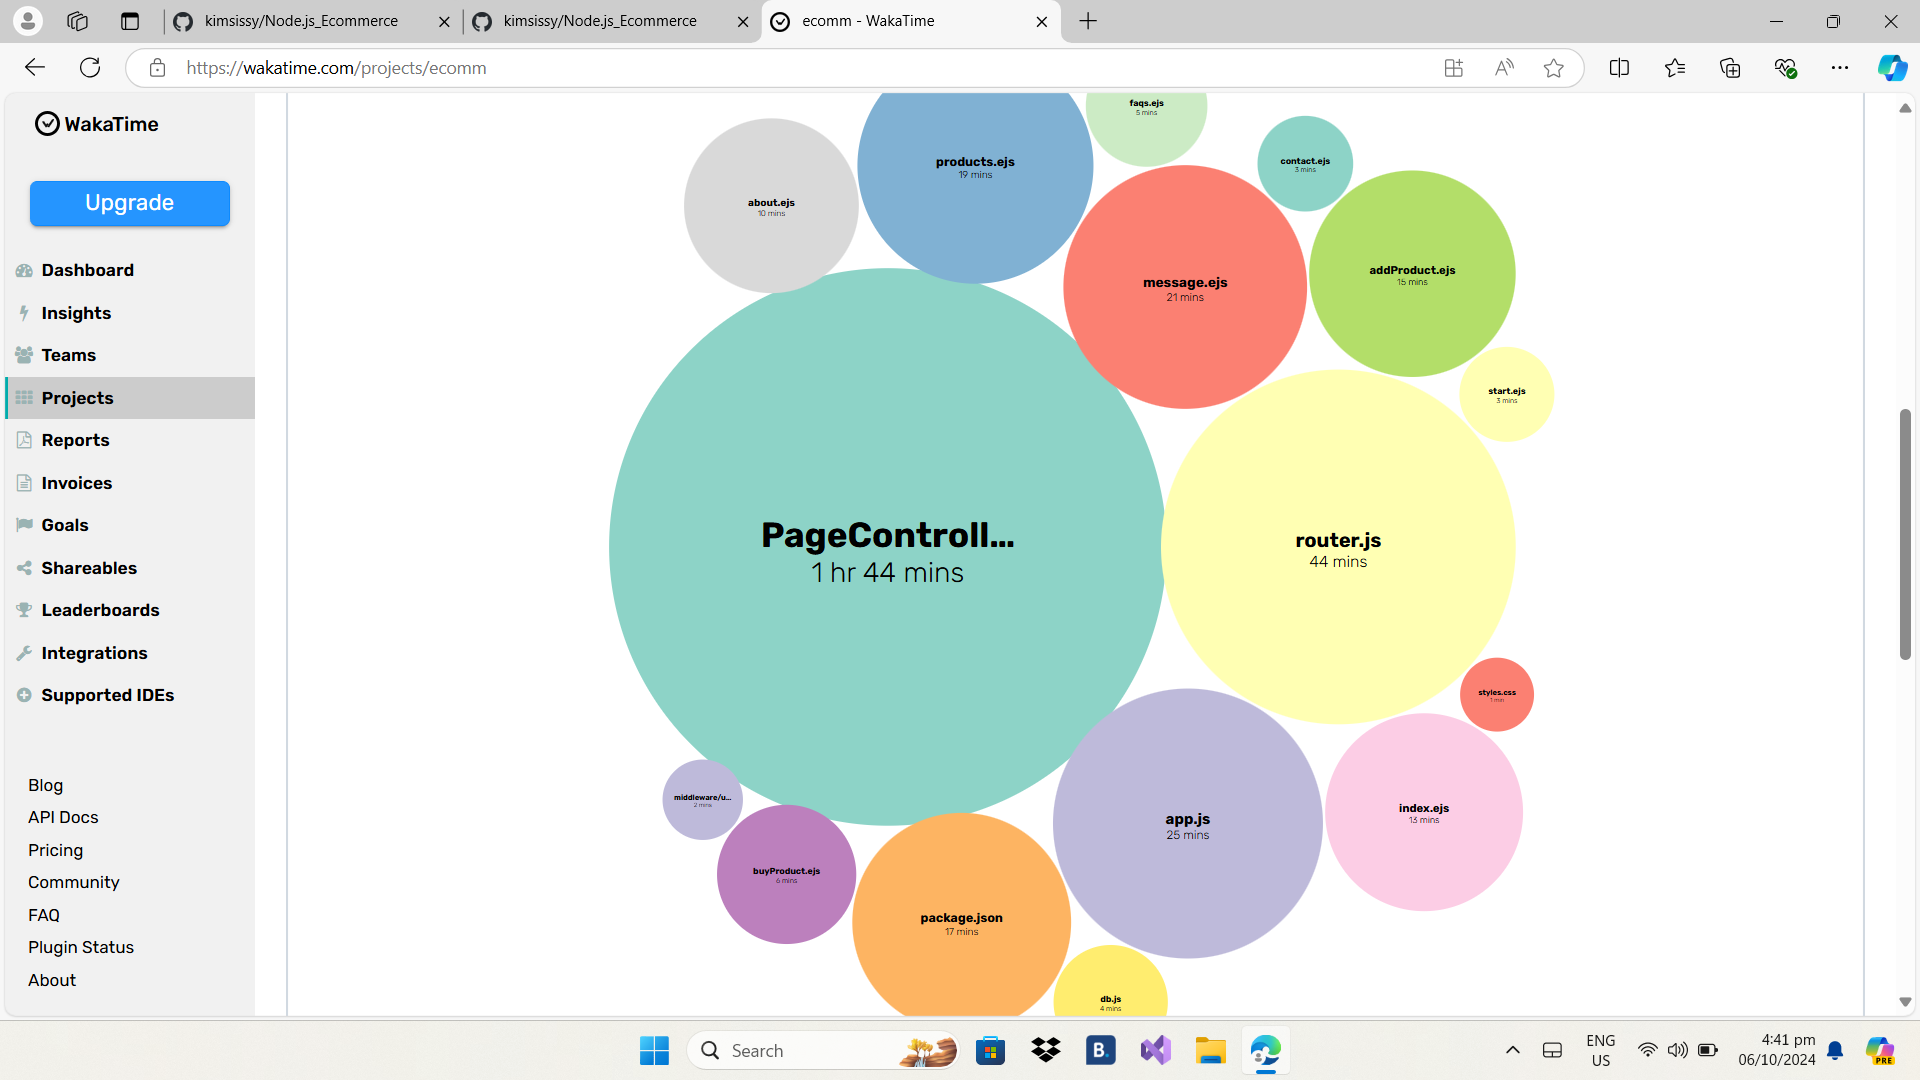 kimsissy/Node.js_Ecommerce
kimsissy/Node.js_Ecommerce
ecomm - WakaTime
https://wakatime.com/projects/ecomm
WakaTime
Upgrade
Dashboard
Insights
Teams
Projects
Reports
Invoices
Goals
Shareables
Leaderboards
Integrations
Supported IDEs
Blog
API Docs
Pricing
Community
FAQ
Plugin Status
About
faqs.ejs
5 mins
products.ejs
19 mins
contact.ejs
3 mins
about.ejs
10 mins
message.ejs
21 mins
addProduct.ejs
15 mins
start.ejs
3 mins
PageControll...
1 hr 44 mins
router.js
44 mins
styles.css
1 min
middleware/u...
2 mins
app.js
25 mins
index.ejs
13 mins
buyProduct.ejs
6 mins
package.json
17 mins
db.js
4 mins
Search
B.
ENG
US
4:41 pm
06/10/2024
PRE